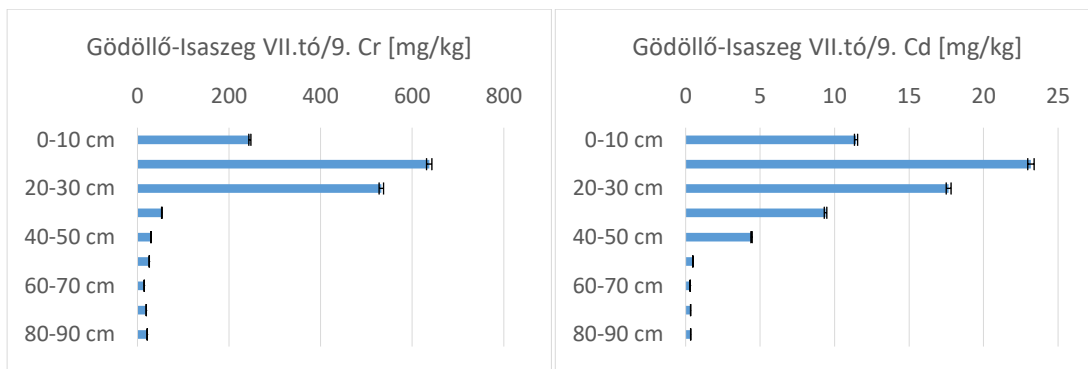 Gödöllő-Isaszeg VII.tó/9. Cr [mg/kg]
0 200 400 600 800
0-10 cm
20-30 cm
40-50 cm
60-70 cm
80-90 cm
Gödöllő-Isaszeg VII.tó/9. Cd [mg/kg]
0 5 10 15 20 25
0-10 cm
20-30 cm
40-50 cm
60-70 cm
80-90 cm